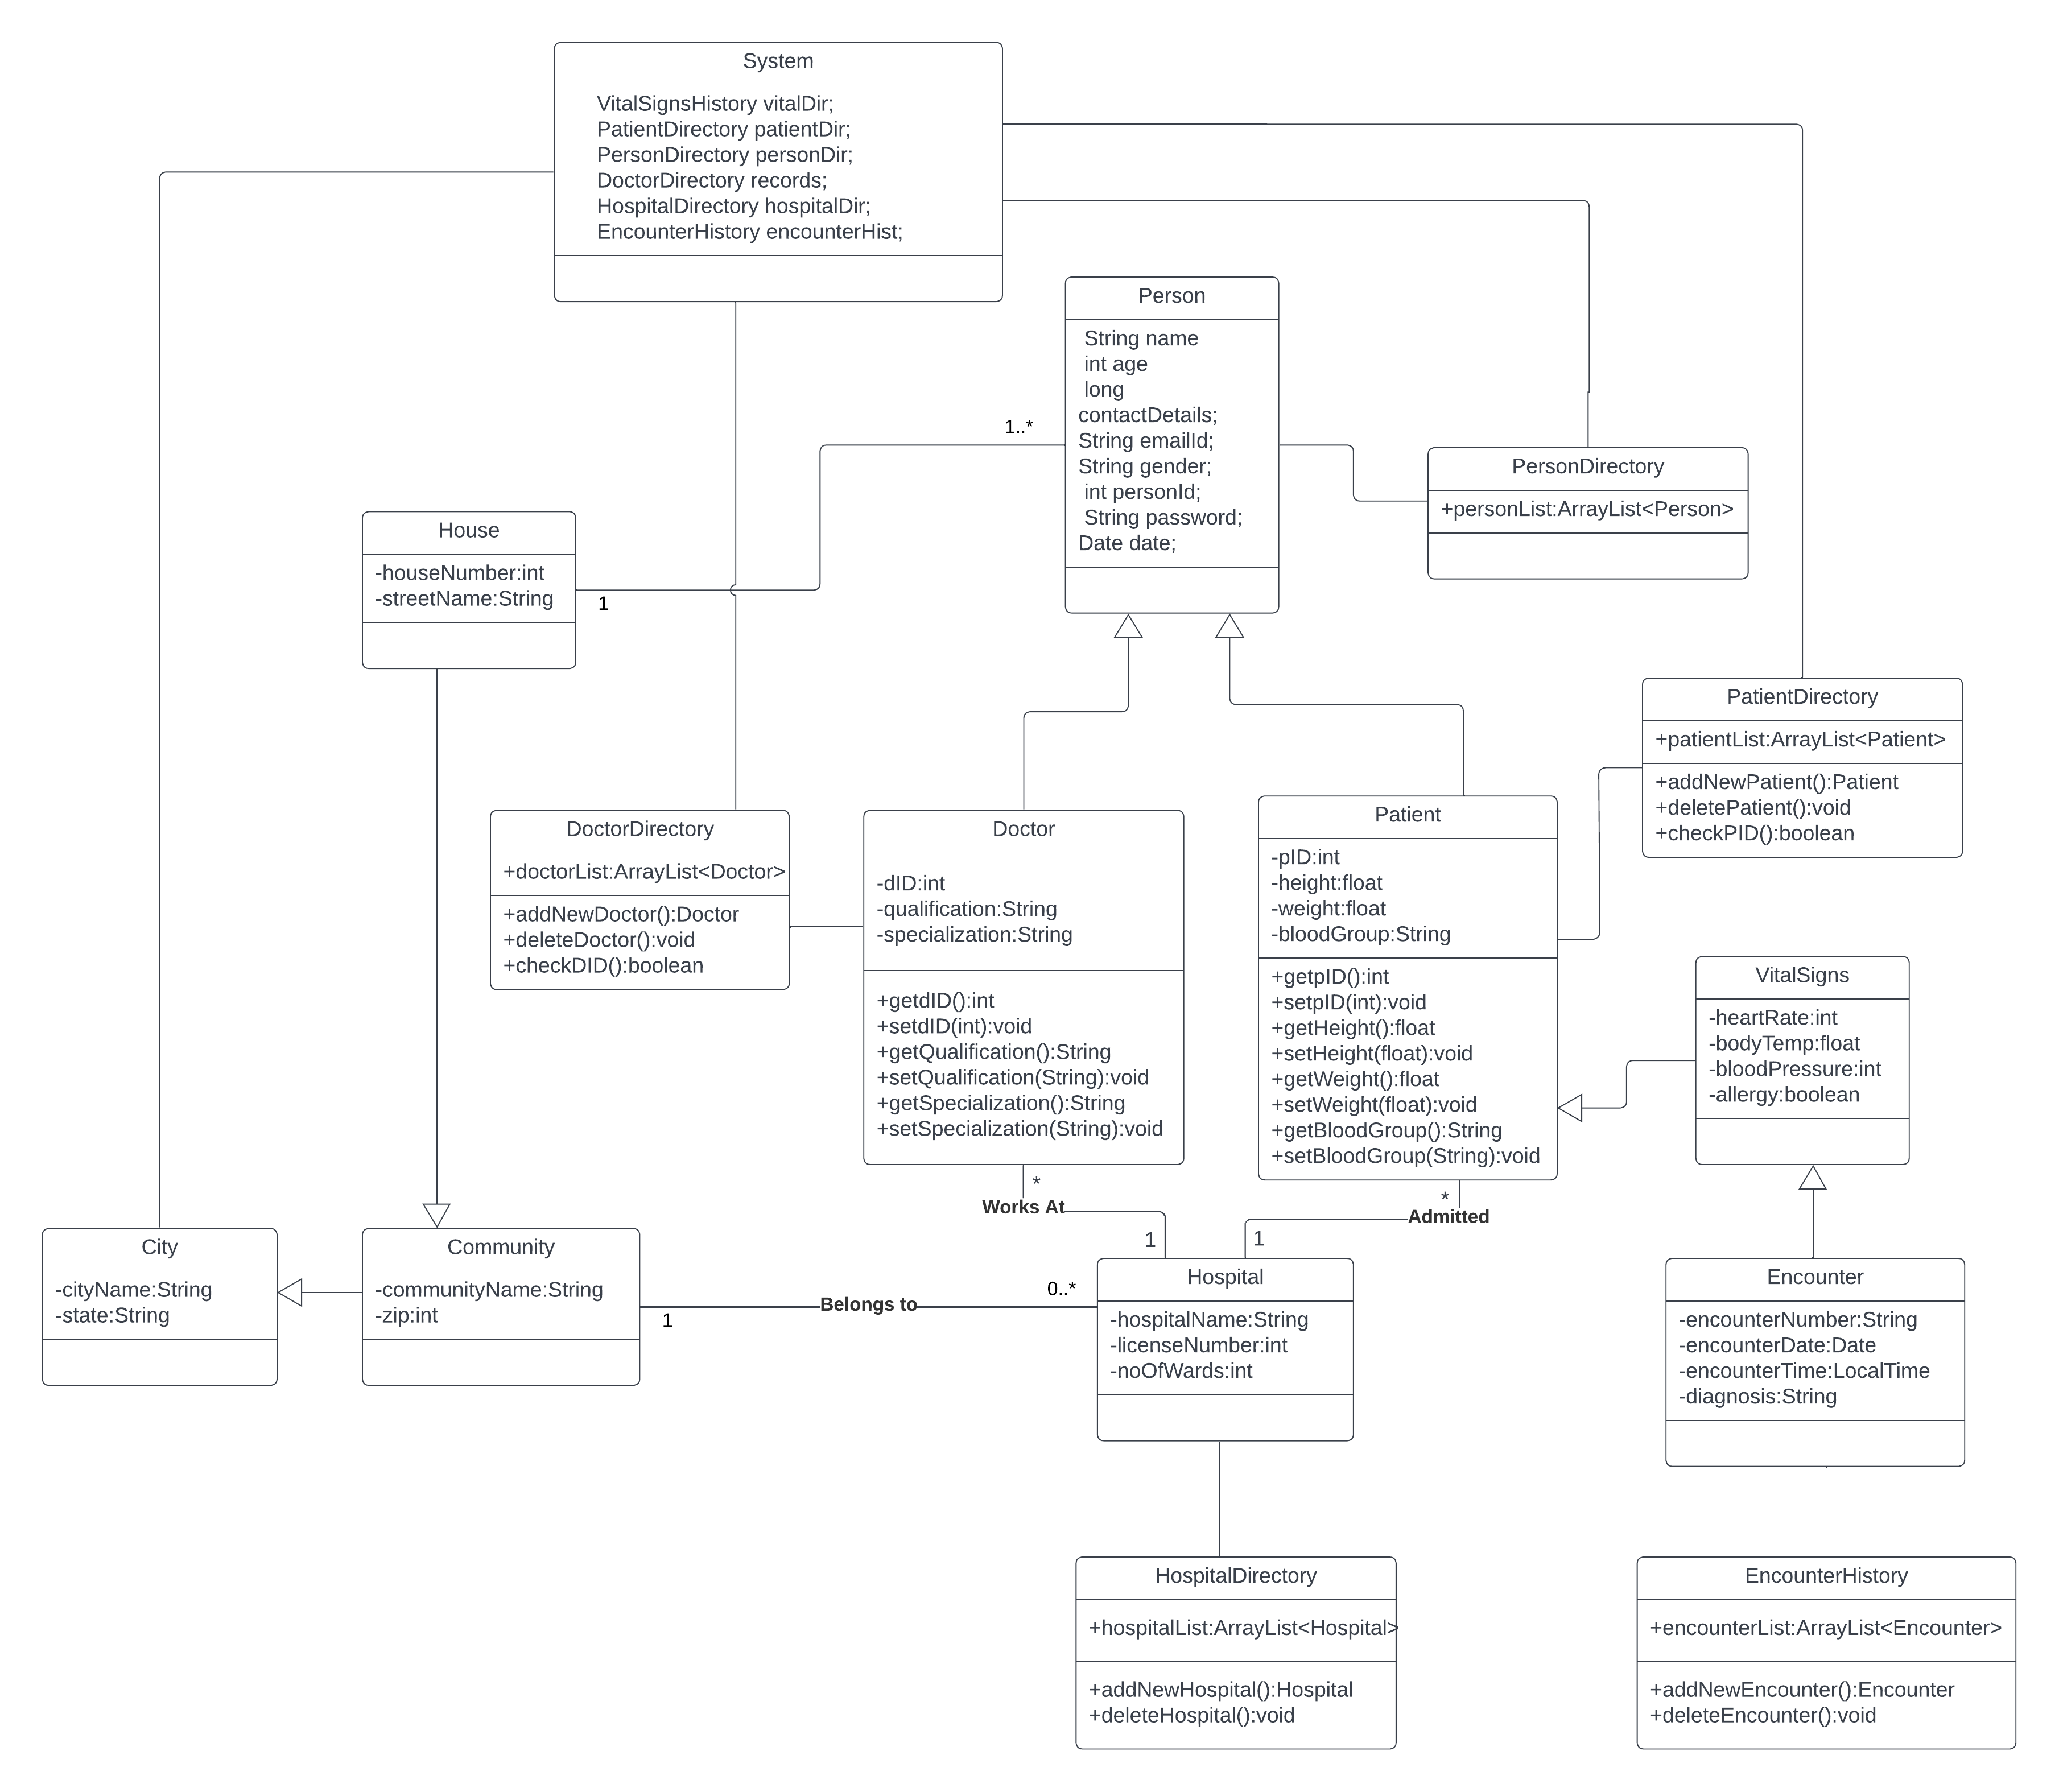 System
VitalSignsHistory vitalDir;
PatientDirectory patientDir;
PersonDirectory personDir;
DoctorDirectory records;
HospitalDirectory hospitalDir;
EncounterHistory encounterHist;
Person
String name
int age
long
contactDetails;
String emailId;
String gender;
int personId;
String password;
Date date;
1..*
PersonDirectory
+personList:ArrayList<Person>
House
-houseNumber:int
-streetName:String
1
PatientDirectory
+patientList:ArrayList<Patient>
+addNewPatient():Patient
+deletePatient():void
+checkPID():boolean
DoctorDirectory
+doctorList:ArrayList<Doctor>
+addNewDoctor():Doctor
+deleteDoctor():void
+checkDID():boolean
Doctor
-dID:int
-qualification:String
-specialization:String
+getdID():int
+setdID(int):void
+getQualification():String
+setQualification(String):void
+getSpecialization():String
+setSpecialization(String):void
Patient
-pID:int
-height:float
-weight:float
-bloodGroup:String
+getpID():int
+setpID(int):void
+getHeight():float
+setHeight(float):void
+getWeight():float
+setWeight(float):void
+getBloodGroup():String
+setBloodGroup(String):void
VitalSigns
-heartRate:int
-bodyTemp:float
-bloodPressure:int
-allergy:boolean
*
Works At
1
*
Admitted
1
City
-cityName:String
-state:String
Community
-communityName:String
-zip:int
1
Belongs to
0..*
Hospital
-hospitalName:String
-licenseNumber:int
-noOfWards:int
Encounter
-encounterNumber:String
-encounterDate:Date
-encounterTime:LocalTime
-diagnosis:String
HospitalDirectory
+hospitalList:ArrayList<Hospital>
+addNewHospital():Hospital
+deleteHospital():void
EncounterHistory
+encounterList:ArrayList<Encounter>
+addNewEncounter():Encounter
+deleteEncounter():void